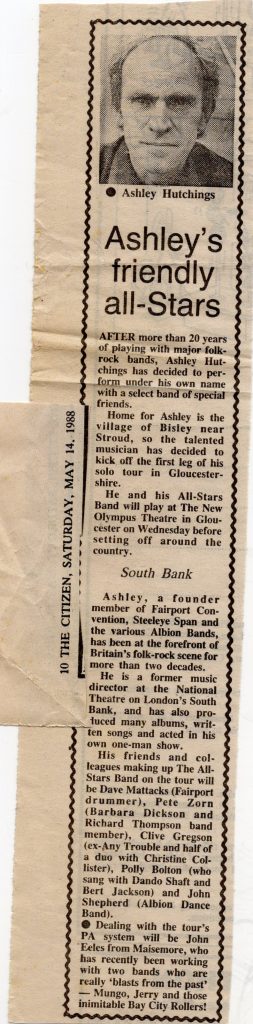 ● Ashley Hutchings
Ashley's
friendly
all-Stars
AFTER more than 20 years
of playing with major folk-
rock bands, Ashley Hut-
chings has decided to per-
form under his own name
with a select band of special
friends.
Home for Ashley is the
village of Bisley near
Stroud, so the talented
musician has decided to
kick off the first leg of his
solo tour in Gloucester-
shire.
He and his All-Stars
Band will play at The New
Olympus Theatre in Glou-
cester on Wednesday before
setting off around the
country.
South Bank
Ashley, a founder
member of Fairport Con-
vention, Steeleye Span and
the various Albion Bands,
has been at the forefront of
Britain's folk-rock scene for
more than two decades.
He is a former music
director at the National
Theatre on London's South
Bank, and has also pro-
duced many albums, writ-
ten songs and acted in his
own one-man show.
His friends and col-
leagues making up The All-
Stars Band on the tour will
be Dave Mattacks (Fairport
drummer), Pete Zorn
(Barbara Dickson and
Richard Thompson band
member), Clive Gregson
(ex-Any Trouble and half of
a duo with Christine Col-
lister), Polly Bolton (who
sang with Dando Shaft and
Bert Jackson) and John
Shepherd (Albion Dance
Band).
● Dealing with the tour's
PA system will be John
Eeles from Maisemore, who
has recently been working
with two bands who are
really 'blasts from the past'
— Mungo, Jerry and those
inimitable Bay City Rollers!
10 THE CITIZEN, SATURDAY, MAY 14, 1988